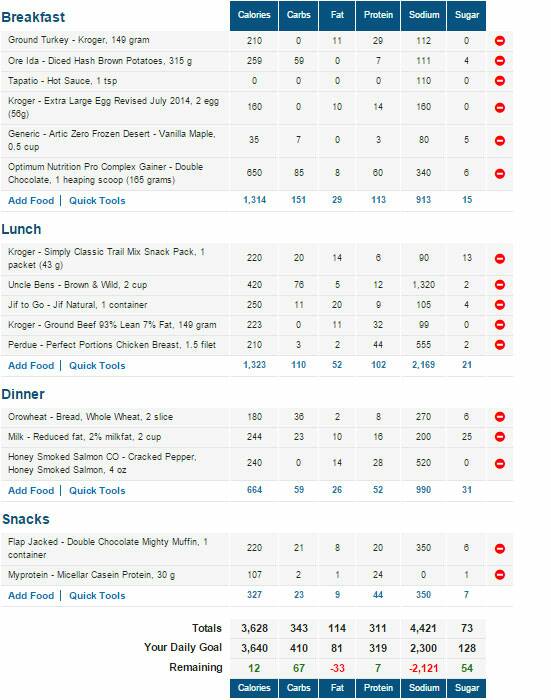 Breakfast Calories Carbs Fat Protein Sodium Sugar
Ground Turkey - Kroger, 149 gram 210 0 11 29 112 0
Ore Ida - Diced Hash Brown Potatoes, 315 g 259 59 0 7 111 4
Tapatio - Hot Sauce, 1 tsp 0 0 0 0 110 0
Kroger - Extra Large Egg Revised July 2014, 2 egg
(56g) 160 0 10 14 160 0
Generic - Artic Zero Frozen Desert - Vanilla Maple,
0.5 cup 35 7 0 3 80 5
Optimum Nutrition Pro Complex Gainer - Double
Chocolate, 1 heaping scoop (165 grams) 650 85 8 60 340 6
Add Food | Quick Tools 1,314 151 29 113 913 15
Lunch
Kroger - Simply Classic Trail Mix Snack Pack, 1
packet (43 g) 220 20 14 6 90 13
Uncle Bens - Brown & Wild, 2 cup 420 76 5 12 1,320 2
Jif to Go - Jif Natural, 1 container 250 11 20 9 105 4
Kroger - Ground Beef 93% Lean 7% Fat, 149 gram 223 0 11 32 99 0
Perdue - Perfect Portions Chicken Breast, 1.5 filet 210 3 2 44 555 2
Add Food | Quick Tools 1,323 110 52 102 2,169 21
Dinner
Orowheat - Bread, Whole Wheat, 2 slice 180 36 2 8 270 6
Milk - Reduced fat, 2% milkfat, 2 cup 244 23 10 16 200 25
Honey Smoked Salmon CO - Cracked Pepper,
Honey Smoked Salmon, 4 oz 240 0 14 28 520 0
Add Food | Quick Tools 664 59 26 52 990 31
Snacks
Flap Jacked - Double Chocolate Mighty Muffin, 1
container 220 21 8 20 350 6
Myprotein - Micellar Casein Protein, 30 g 107 2 1 24 0 1
Add Food | Quick Tools 327 23 9 44 350 7
Totals 3,628 343 114 311 4,421 73
Your Daily Goal 3,640 410 81 319 2,300 128
Remaining 12 67 -33 7 -2,121 54
Calories Carbs Fat Protein Sodium Sugar